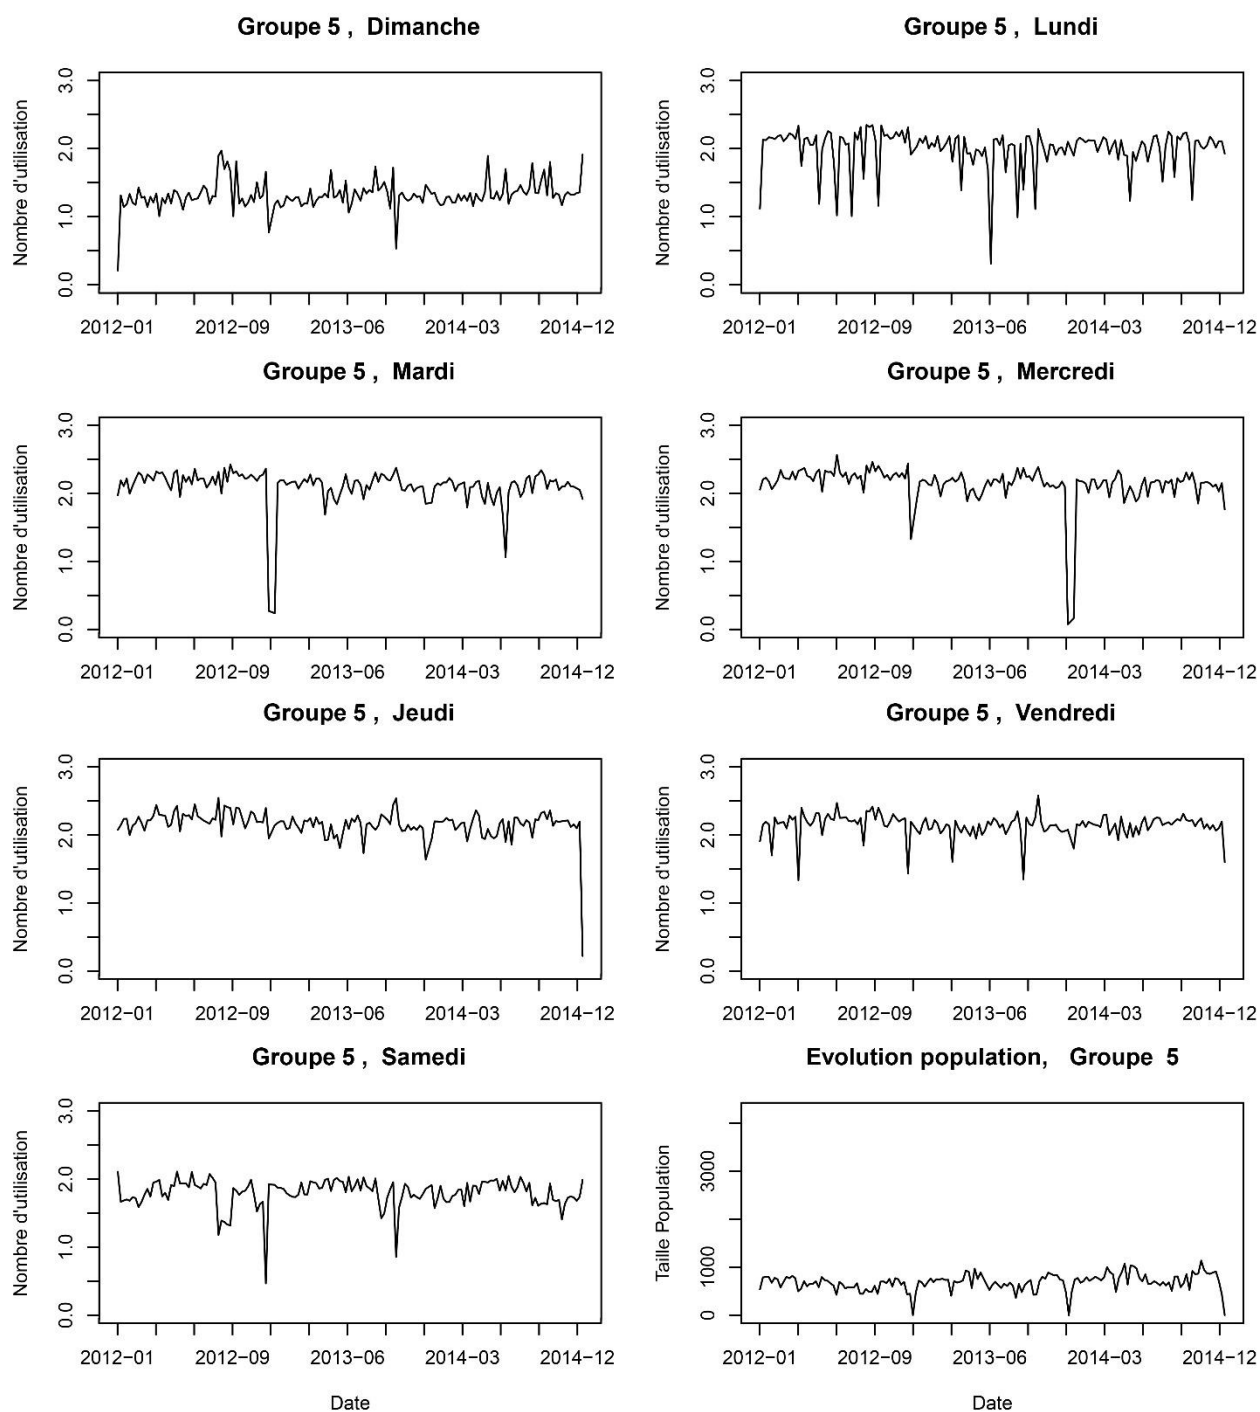 Groupe 5 , Dimanche
Nombre d'utilisation
3.0
2.0
1.0
0.0
2012−01 2012−09 2013−06 2014−03 2014−12
Groupe 5 , Lundi
Nombre d'utilisation
3.0
2.0
1.0
0.0
2012−01 2012−09 2013−06 2014−03 2014−12
Groupe 5 , Mardi
Nombre d'utilisation
3.0
2.0
1.0
0.0
2012−01 2012−09 2013−06 2014−03 2014−12
Groupe 5 , Mercredi
Nombre d'utilisation
3.0
2.0
1.0
0.0
2012−01 2012−09 2013−06 2014−03 2014−12
Groupe 5 , Jeudi
Nombre d'utilisation
3.0
2.0
1.0
0.0
2012−01 2012−09 2013−06 2014−03 2014−12
Groupe 5 , Vendredi
Nombre d'utilisation
3.0
2.0
1.0
0.0
2012−01 2012−09 2013−06 2014−03 2014−12
Groupe 5 , Samedi
Nombre d'utilisation
3.0
2.0
1.0
0.0
2012−01 2012−09 2013−06 2014−03 2014−12
Date
Evolution population, Groupe 5
Taille Population
3000
1000
0
2012−01 2012−09 2013−06 2014−03 2014−12
Date